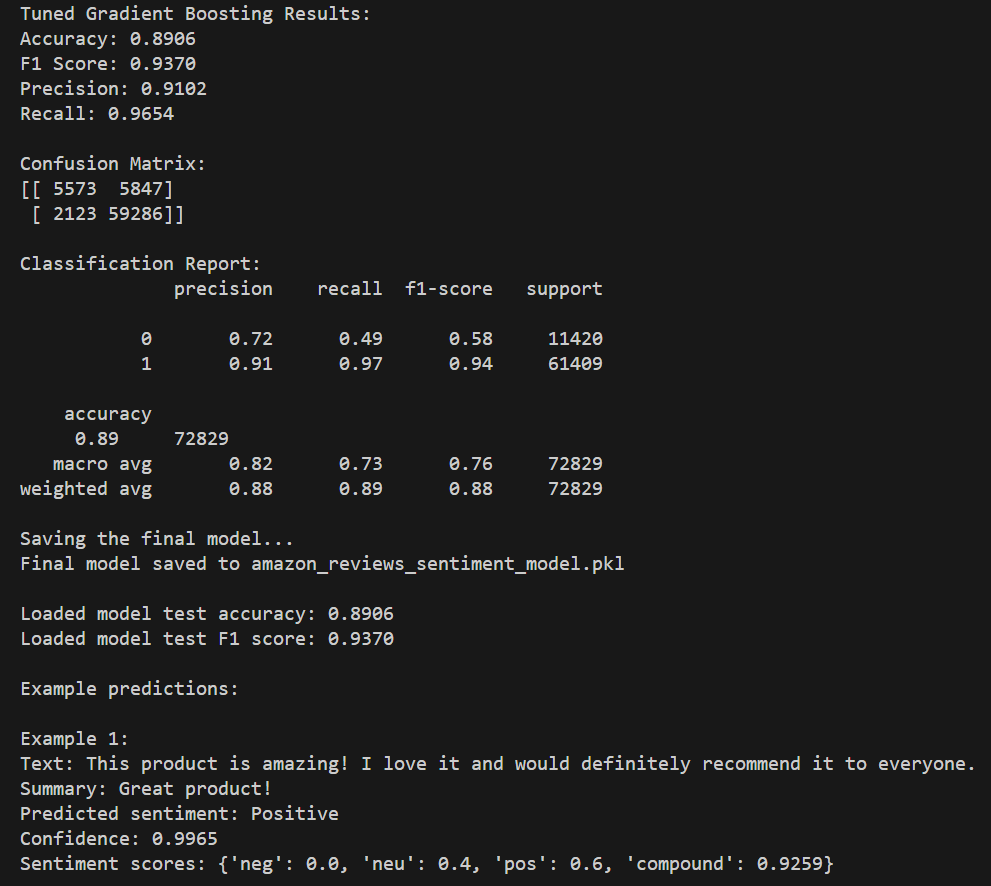 Tuned Gradient Boosting Results:
Accuracy: 0.8906
F1 Score: 0.9370
Precision: 0.9102
Recall: 0.9654
Confusion Matrix:
[[ 5573  5847]
 [ 2123 59286]]
Classification Report:
              precision    recall  f1-score   support
           0       0.72      0.49      0.58     11420
           1       0.91      0.97      0.94     61409
    accuracy
     0.89     72829
   macro avg       0.82      0.73      0.76     72829
weighted avg       0.88      0.89      0.88     72829
Saving the final model...
Final model saved to amazon_reviews_sentiment_model.pkl
Loaded model test accuracy: 0.8906
Loaded model test F1 score: 0.9370
Example predictions:
Example 1:
Text: This product is amazing! I love it and would definitely recommend it to everyone.
Summary: Great product!
Predicted sentiment: Positive
Confidence: 0.9965
Sentiment scores: {'neg': 0.0, 'neu': 0.4, 'pos': 0.6, 'compound': 0.9259}